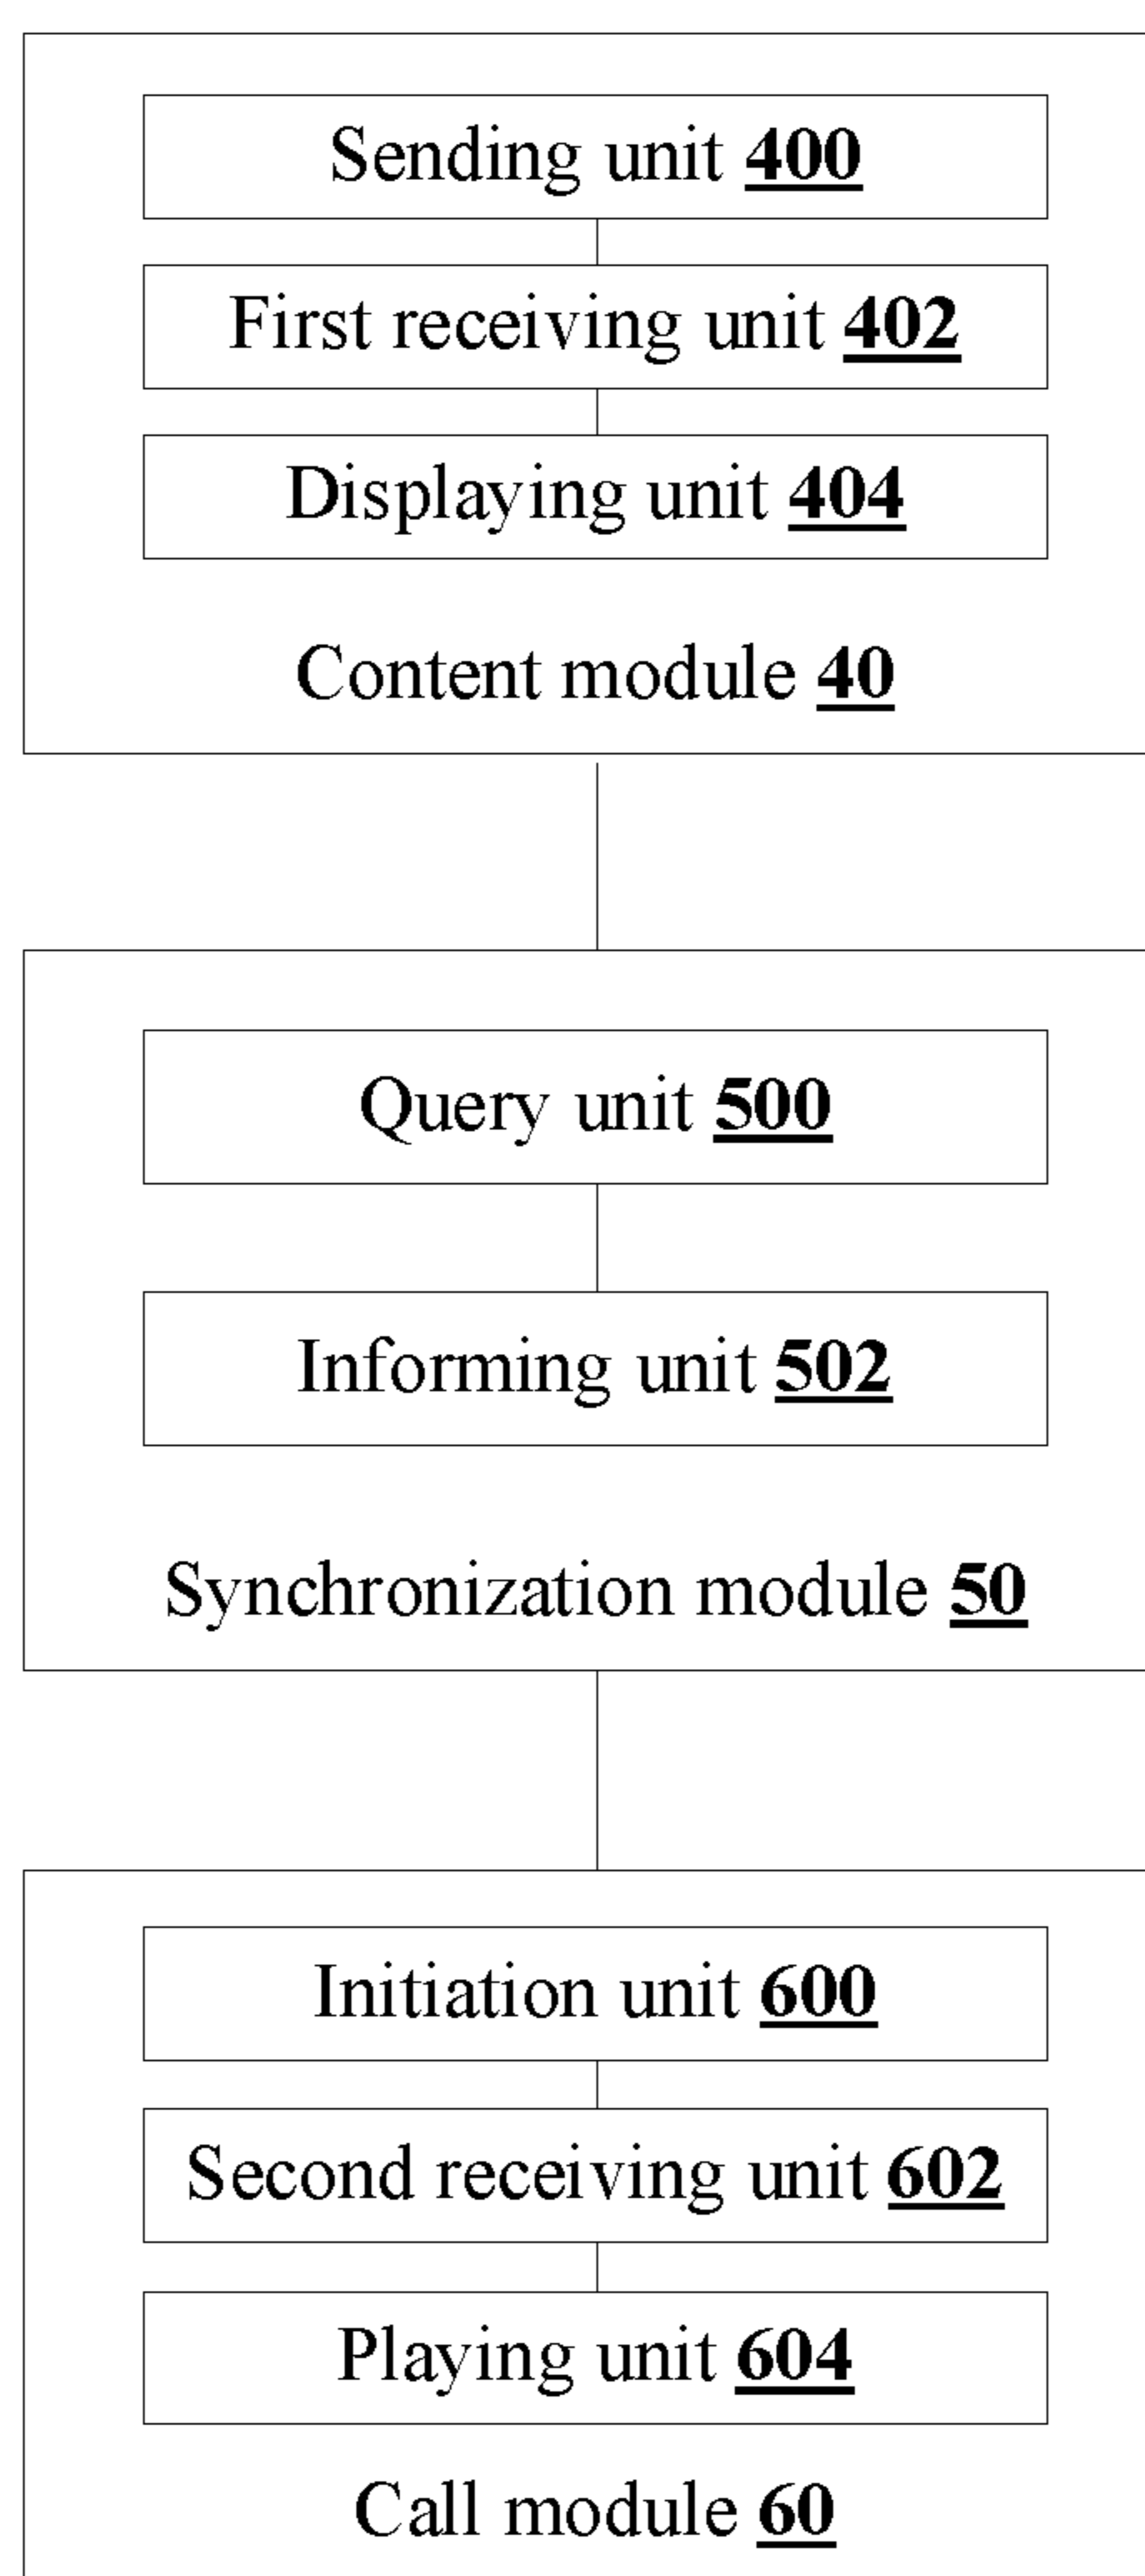 Sending unit 400
First receiving unit 402
Displaying unit 404
Content module 40
Query unit 500
Informing unit 502
Synchronization module 50
Initiation unit 600
Second receiving unit 602
Playing unit 604
Call module 60